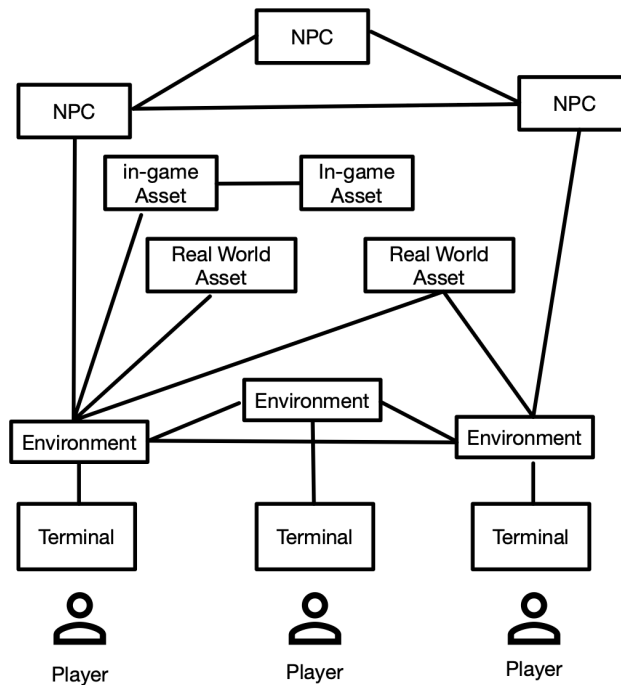 NPC
NPC
NPC
in-game
Asset
In-game
Asset
Real World
Asset
Real World
Asset
Environment
Environment
Environment
Terminal
Terminal
Terminal
Player
Player
Player